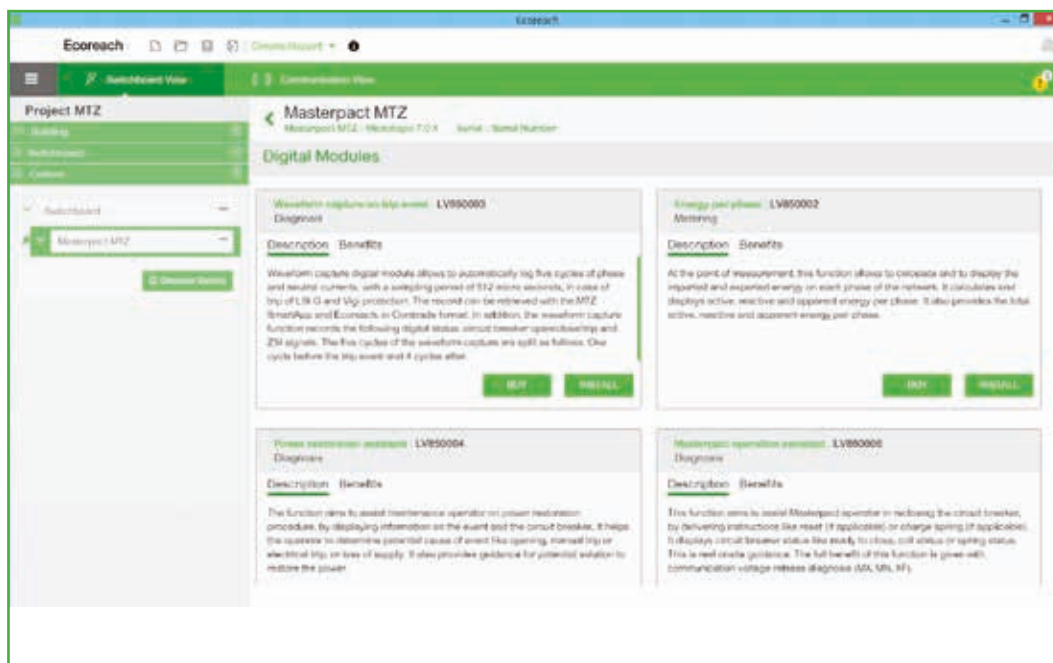 Ecoreach
Ecoreach Create Report
Switchboard View Communication View
Project MTZ
Building
Switchboard
Custom
Switchboard
Masterpact MTZ
Discover Device
Masterpact MTZ
Masterpact MTZ - Micrologic 7.0 X Serial : Serial Number
Digital Modules
Waveform capture on trip event LV850003
Diagnosis
Description Benefits
Waveform capture digital module allows to automatically log five cycles of phase
and neutral currents, with a sampling period of 512 micro seconds, in case of
trip of LSI G and Vigi protection. The record can be retrieved with the MTZ
SmartApp and Ecoreach, in Comtrade format. In addition, the waveform capture
function records the following digital status: circuit breaker open/close/trip and
ZSI signals. The five cycles of the waveform capture are split as follows: One
cycle before the trip event and 4 cycles after.
BUY INSTALL
Energy per phase LV850002
Metering
Description Benefits
At the point of measurement, this function allows to calculate and to display the
imported and exported energy on each phase of the network. It calculates and
displays active, reactive and apparent energy per phase. It also provides the total
active, reactive and apparent energy per phase.
BUY INSTALL
Power restoration assistant LV850004
Diagnosis
Description Benefits
The function aims to assist maintenance operator on power restoration
procedure, by displaying information on the event and the circuit breaker. It helps
the operator to determine potential cause of event like opening, manual trip or
electrical trip, or loss of supply. It also provides guidance for potential solution to
restore the power
Masterpact operation assistant
Diagnosis
Description Benefits
This function aims to assist Masterpact operator in reclosing the circuit breaker,
by delivering instructions like reset (if applicable) or charge spring (if applicable).
It displays circuit breaker status like ready to close, coil status or spring status.
This is real onsite guidance. The full benefit of this function is given with
communication voltage release diagnose (MX, MN, XF).